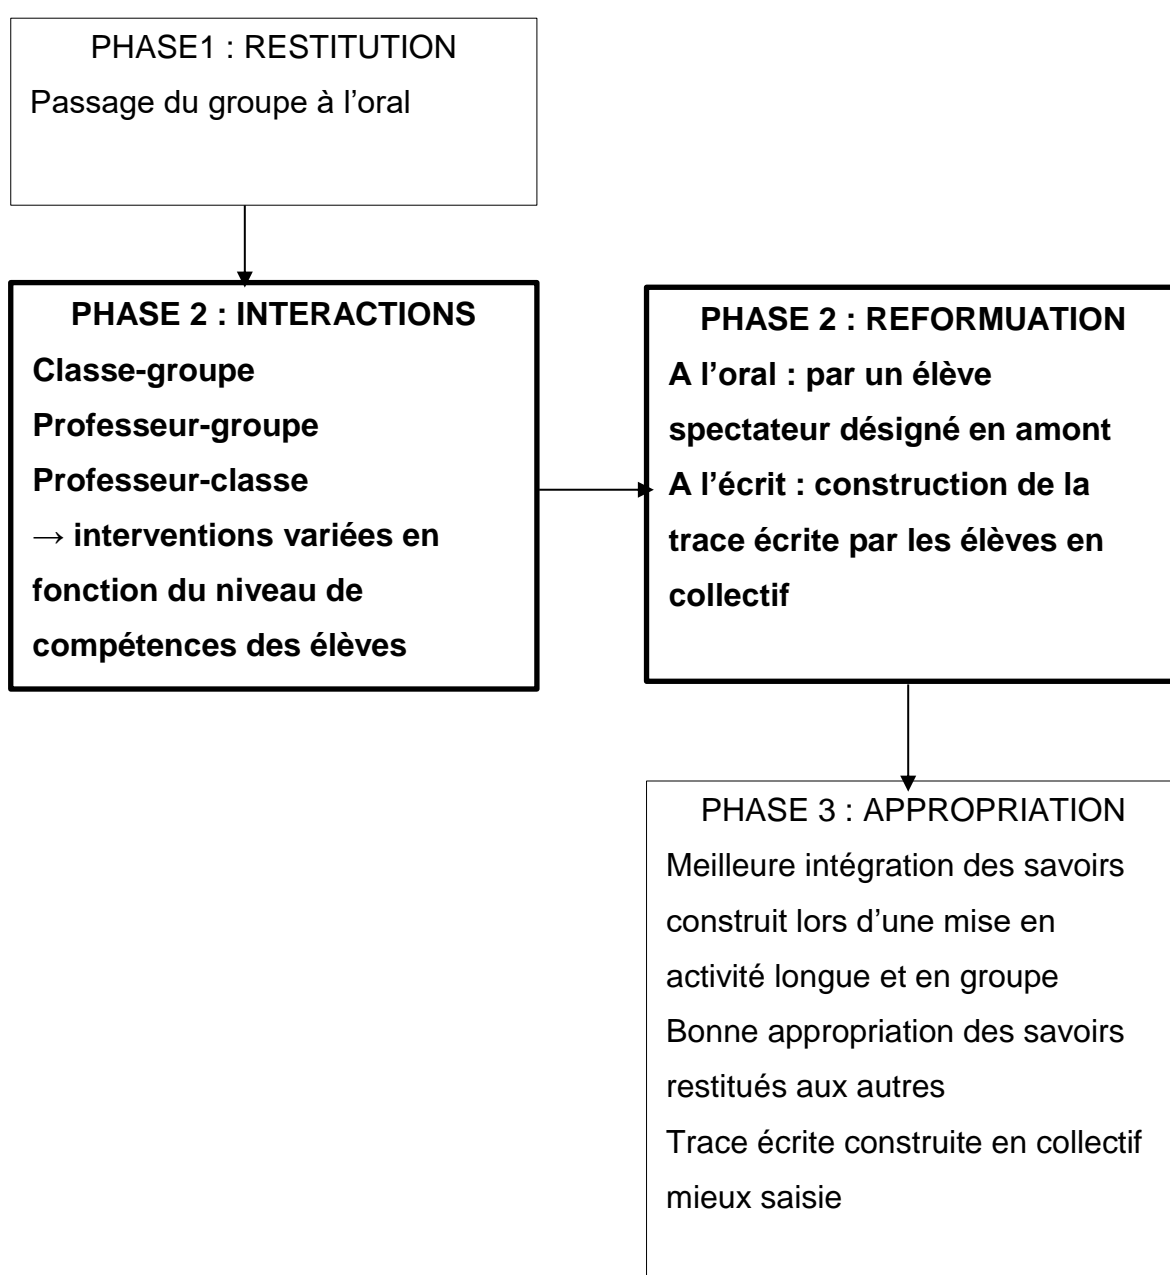 PHASE1 : RESTITUTION
Passage du groupe à l’oral
PHASE 2 : INTERACTIONS
Classe-groupe
Professeur-groupe
Professeur-classe
→ interventions variées en
fonction du niveau de
compétences des élèves
PHASE 2 : REFORMUATION
A l’oral : par un élève
spectateur désigné en amont
A l’écrit : construction de la
trace écrite par les élèves en
collectif
PHASE 3 : APPROPRIATION
Meilleure intégration des savoirs
construit lors d’une mise en
activité longue et en groupe
Bonne appropriation des savoirs
restitués aux autres
Trace écrite construite en collectif
mieux saisie